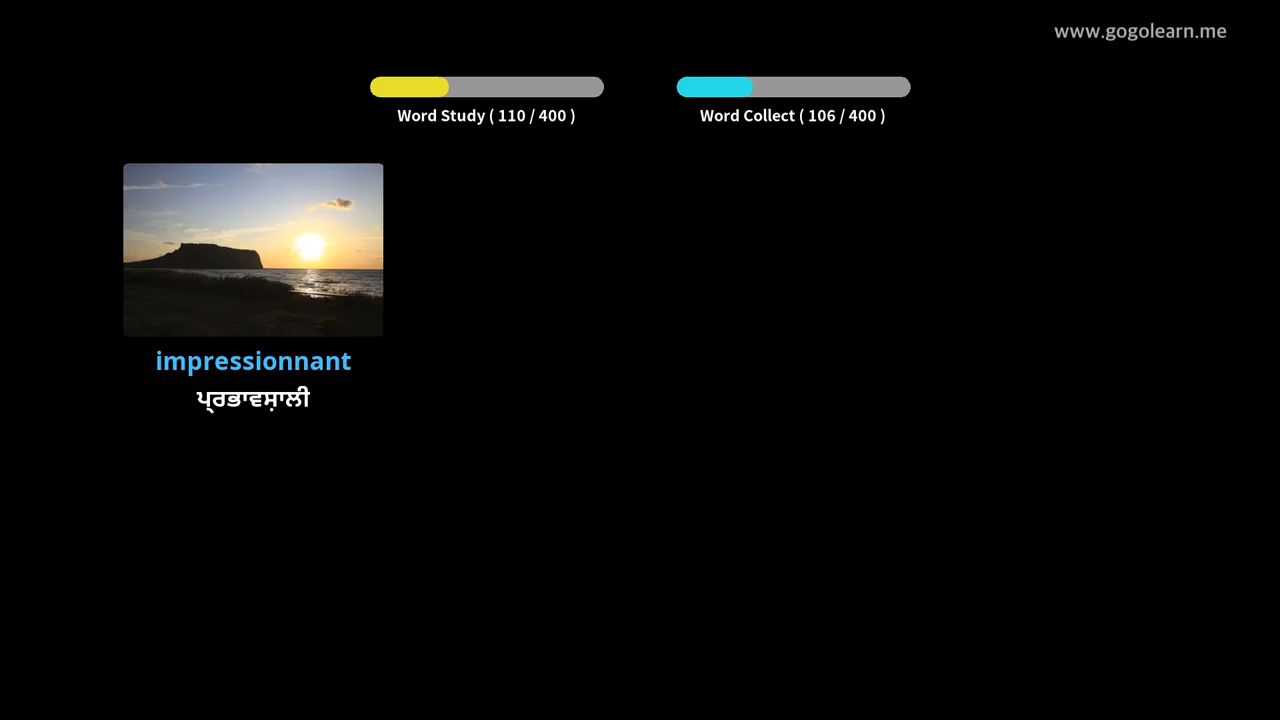 www.gogolearn.me
Word Study ( 110 / 400 )
Word Collect ( 106 / 400 )
impressionnant
ਪ੍ਰਭਾਵਸ਼ਾਲੀ